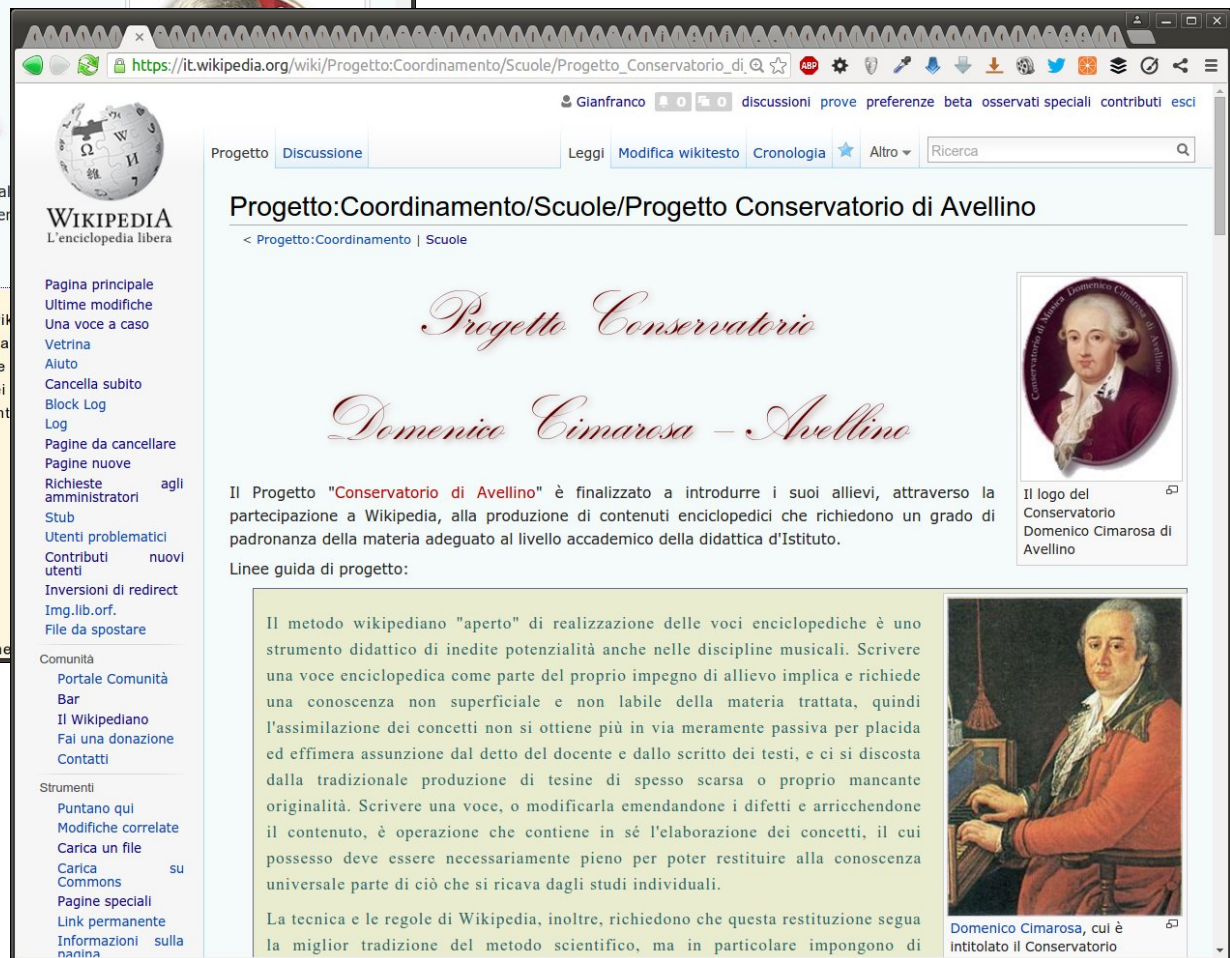 https://it.wikipedia.org/wiki/Progetto:Coordinamento/Scuole/Progetto_Conservatorio_di_
ABP
Gianfranco 0 0 discussioni prove preferenze beta osservati speciali contributi esci
Progetto Discussione Leggi Modifica wikitesto Cronologia Altro Ricerca
WIKIPEDIA
L'enciclopedia libera
Pagina principale
Ultime modifiche
Una voce a caso
Vetrina
Aiuto
Cancella subito
Block Log
Log
Pagine da cancellare
Pagine nuove
Richieste agli
amministratori
Stub
Utenti problematici
Contributi nuovi
utenti
Inversioni di redirect
Img.lib.orf.
File da spostare
Comunità
Portale Comunità
Bar
Il Wikipediano
Fai una donazione
Contatti
Strumenti
Puntano qui
Modifiche correlate
Carica un file
Carica su
Commons
Pagine speciali
Link permanente
Informazioni sulla
pagina
Progetto:Coordinamento/Scuole/Progetto Conservatorio di Avellino
< Progetto:Coordinamento | Scuole
Progetto Conservatorio
Domenico Cimarosa – Avellino
Conservatorio di Musica Domenico Cimarosa di Avellino
Il logo del
Conservatorio
Domenico Cimarosa di
Avellino
Il Progetto "Conservatorio di Avellino" è finalizzato a introdurre i suoi allievi, attraverso la
partecipazione a Wikipedia, alla produzione di contenuti enciclopedici che richiedono un grado di
padronanza della materia adeguato al livello accademico della didattica d'Istituto.
Linee guida di progetto:
Il metodo wikipediano "aperto" di realizzazione delle voci enciclopediche è uno
strumento didattico di inedite potenzialità anche nelle discipline musicali. Scrivere
una voce enciclopedica come parte del proprio impegno di allievo implica e richiede
una conoscenza non superficiale e non labile della materia trattata, quindi
l'assimilazione dei concetti non si ottiene più in via meramente passiva per placida
ed effimera assunzione dal detto del docente e dallo scritto dei testi, e ci si discosta
dalla tradizionale produzione di tesine di spesso scarsa o proprio mancante
originalità. Scrivere una voce, o modificarla emendandone i difetti e arricchendone
il contenuto, è operazione che contiene in sé l'elaborazione dei concetti, il cui
possesso deve essere necessariamente pieno per poter restituire alla conoscenza
universale parte di ciò che si ricava dagli studi individuali.
La tecnica e le regole di Wikipedia, inoltre, richiedono che questa restituzione segua
la miglior tradizione del metodo scientifico, ma in particolare impongono di
Domenico Cimarosa, cui è
intitolato il Conservatorio